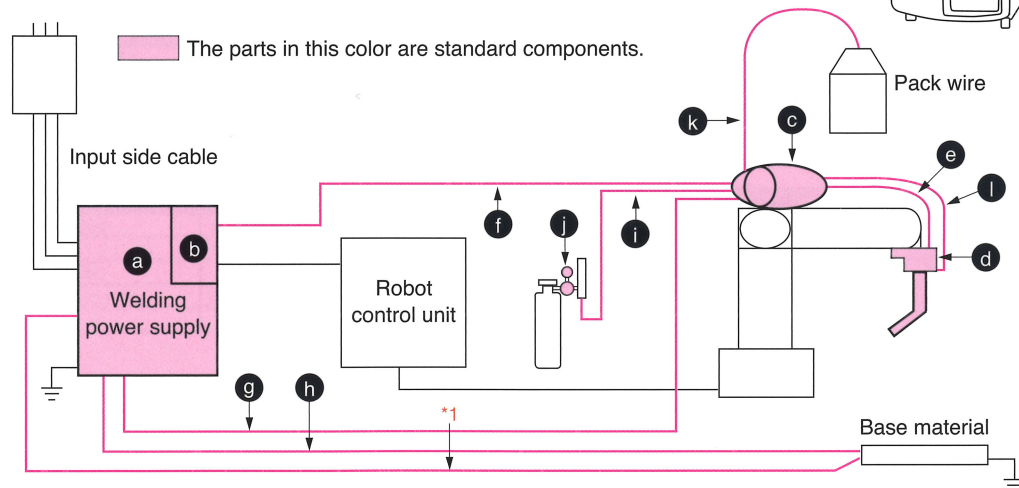 The parts in this color are standard components.
Pack wire
k
c
Input side cable
e
l
f
i
j
d
a
b
Welding
power supply
Robot
control unit
g
h
*1
Base material